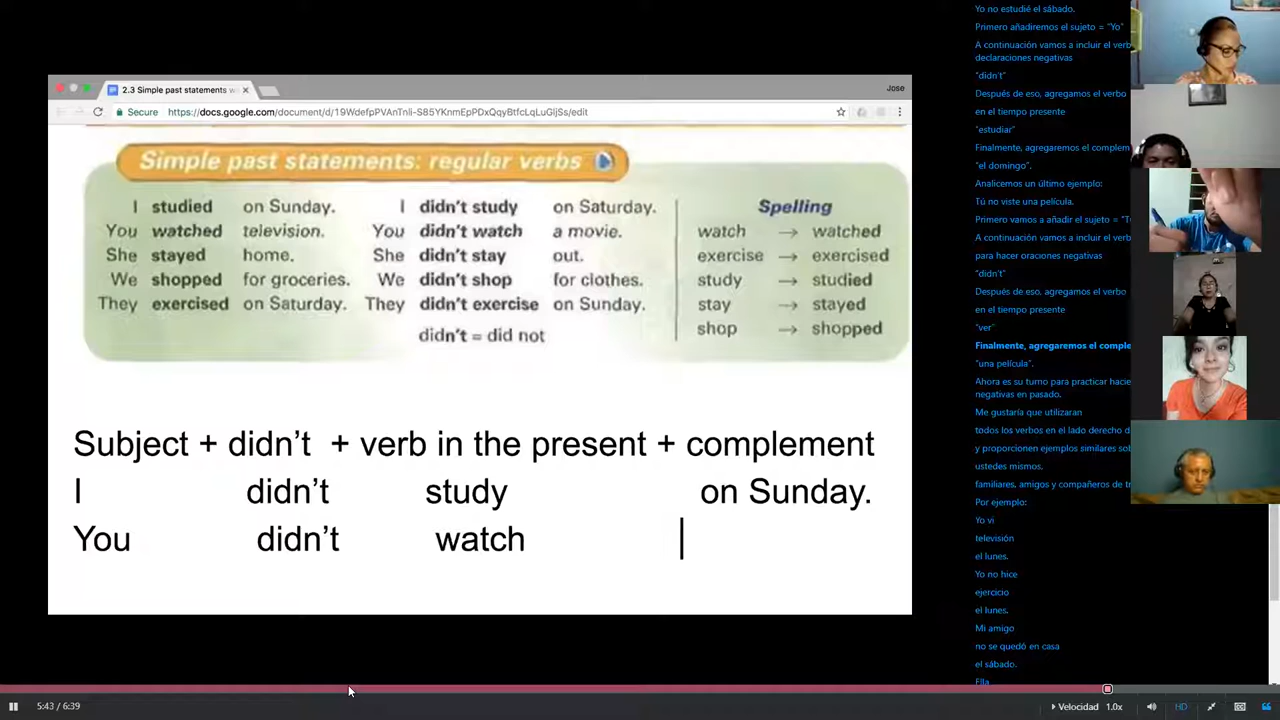 2.3 Simple past statements w
Jose
Secure https://docs.google.com/document/d/19WdefpPVAnTnli-S85YKnmEpPDxQqyBtfcLqLuGljSs/edit
Simple past statements: regular verbs
I studied on Sunday. I didn't study on Saturday. Spelling
You watched television. You didn't watch a movie. watch → watched
She stayed home. She didn't stay out. exercise → exercised
We shopped for groceries. We didn't shop for clothes. study → studied
They exercised on Saturday. They didn't exercise on Sunday. stay → stayed
didn't = did not shop → shopped
Subject + didn't + verb in the present + complement
I didn't study on Sunday.
You didn't watch
Yo no estudié el sábado.
Primero añadiremos el sujeto = "Yo"
A continuación vamos a incluir el verb
declaraciones negativas
"didn't"
Después de eso, agregamos el verbo
en el tiempo presente
"estudiar"
Finalmente, agregaremos el complem
"el domingo".
Analicemos un último ejemplo:
Tú no viste una película.
Primero vamos a añadir el sujeto = "T
A continuación vamos a incluir el verb
para hacer oraciones negativas
"didn't"
Después de eso, agregamos el verbo
en el tiempo presente
"ver"
Finalmente, agregaremos el comple
"una película".
Ahora es su turno para practicar hacie
negativas en pasado.
Me gustaría que utilizaran
todos los verbos en el lado derecho d
y proporcionen ejemplos similares sob
ustedes mismos.
familiares, amigos y compañeros de tr
Por ejemplo:
Yo vi
televisión
el lunes.
Yo no hice
ejercicio
el lunes.
Mi amigo
no se quedó en casa
el sábado.
Ella
5:43 / 6:39
Velocidad 1.0x
HD
CC